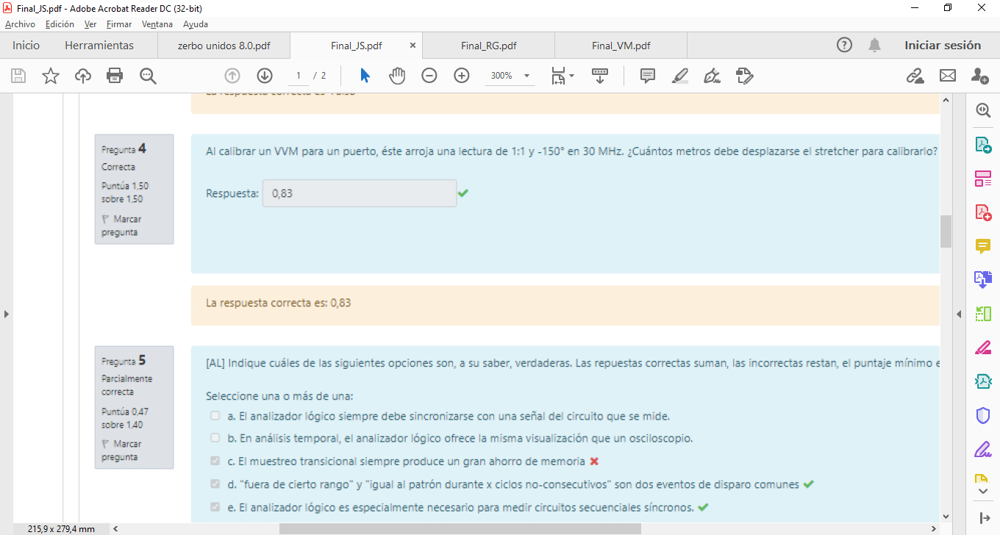 Final_JS.pdf - Adobe Acrobat Reader DC (32-bit)
Archivo Edición Ver Firmar Ventana Ayuda
Inicio Herramientas zerbo unidos 8.0.pdf Final_JS.pdf × Final_RG.pdf Final_VM.pdf Iniciar sesión
1 / 2 300%
La respuesta correcta es
Pregunta 4
Correcta
Puntúa 1,50
sobre 1,50
Marcar
pregunta
Al calibrar un VVM para un puerto, éste arroja una lectura de 1:1 y -150° en 30 MHz. ¿Cuántos metros debe desplazarse el stretcher para calibrarlo?
Respuesta: 0,83
La respuesta correcta es: 0,83
Pregunta 5
Parcialmente
correcta
Puntúa 0,47
sobre 1,40
Marcar
pregunta
[AL] Indique cuáles de las siguientes opciones son, a su saber, verdaderas. Las repuestas correctas suman, las incorrectas restan, el puntaje mínimo e
Seleccione una o más de una:
a. El analizador lógico siempre debe sincronizarse con una señal del circuito que se mide.
b. En análisis temporal, el analizador lógico ofrece la misma visualización que un osciloscopio.
c. El muestreo transicional siempre produce un gran ahorro de memoria
d. "fuera de cierto rango" y "igual al patrón durante x ciclos no-consecutivos" son dos eventos de disparo comunes
e. El analizador lógico es especialmente necesario para medir circuitos secuenciales síncronos.
215,9 x 279,4 mm